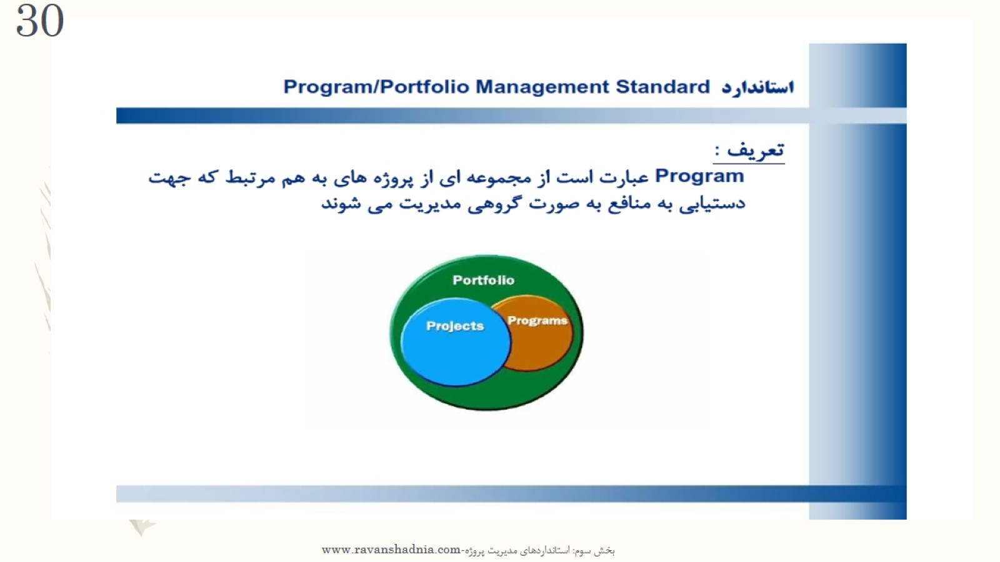 30
استاندارد Program/Portfolio Management Standard
تعریف :
Program عبارت است از مجموعه ای از پروژه های به هم مرتبط که جهت
دستیابی به منافع به صورت گروهی مدیریت می شوند
Portfolio
Projects
Programs
بخش سوم: استانداردهای مدیریت پروژه-www.ravanshadnia.com